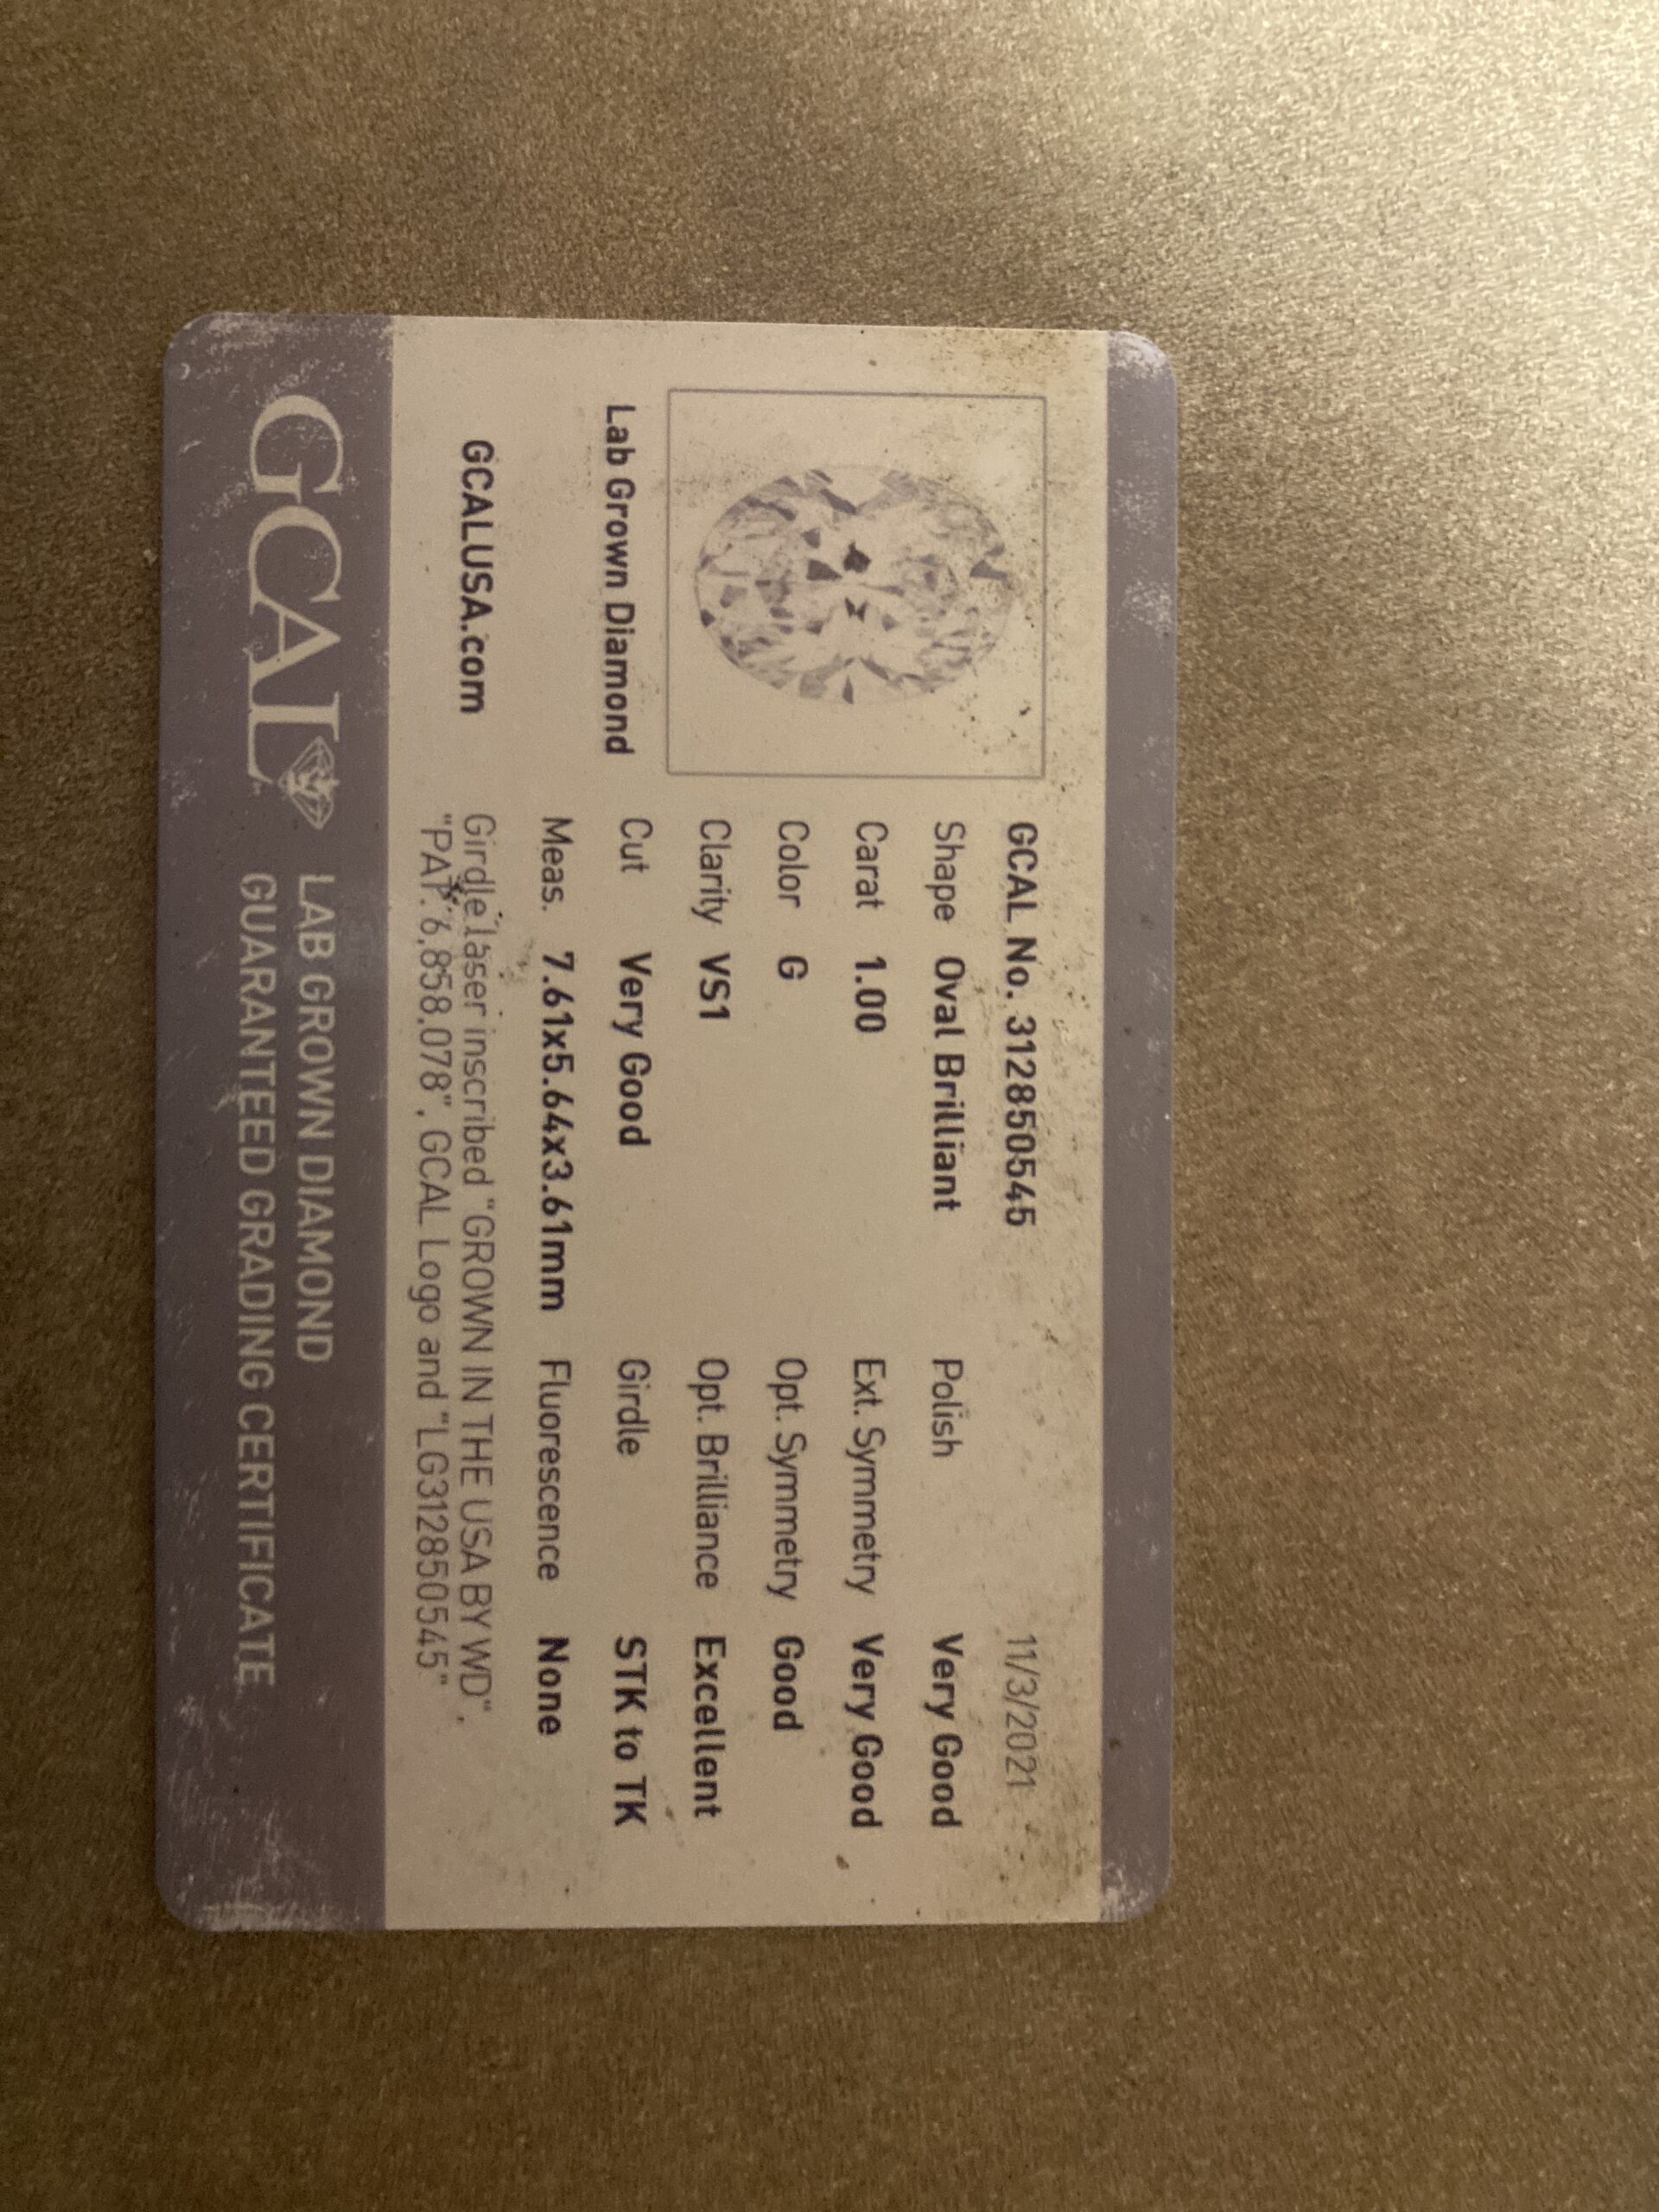 GCAL No. 312850545 11/3/2021
Shape Oval Brilliant Polish Very Good
Carat 1.00 Ext. Symmetry Very Good
Color G Opt. Symmetry Good
Clarity VS1 Opt. Brilliance Excellent
Lab Grown Diamond Cut Very Good Girdle STK to TK
Meas. 7.61x5.64x3.61mm Fluorescence None
GCALUSA.com Girdle laser inscribed "GROWN IN THE USA BY WD",
"PAT. 6,858,078", GCAL Logo and "LG312850545"
GCAL LAB GROWN DIAMOND
GUARANTEED GRADING CERTIFICATE